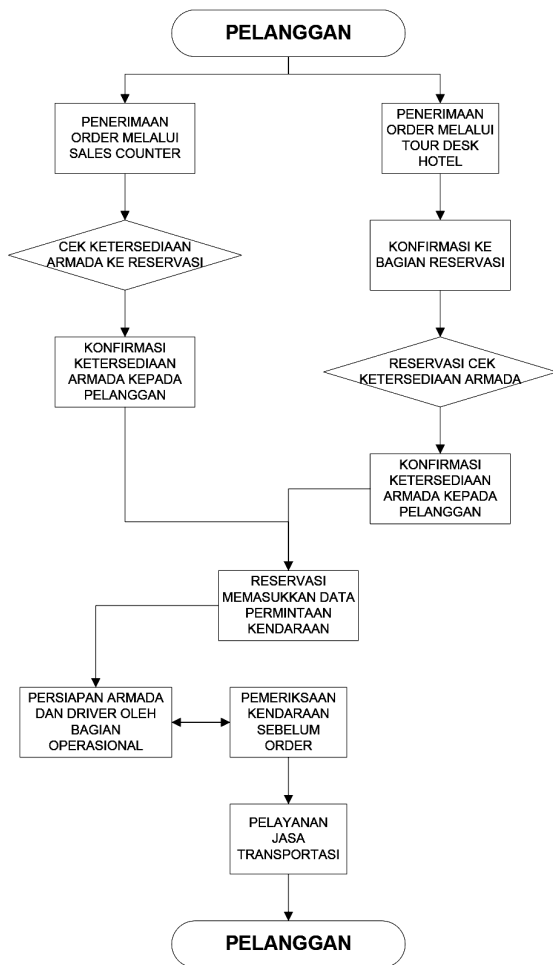 PELANGGAN
PENERIMAAN
ORDER MELALUI
SALES COUNTER
PENERIMAAN
ORDER MELALUI
TOUR DESK
HOTEL
CEK KETERSEDIAAN
ARMADA KE RESERVASI
KONFIRMASI KE
BAGIAN RESERVASI
KONFIRMASI
KETERSEDIAAN
ARMADA KEPADA
PELANGGAN
RESERVASI CEK
KETERSEDIAAN ARMADA
KONFIRMASI
KETERSEDIAAN
ARMADA KEPADA
PELANGGAN
RESERVASI
MEMASUKKAN DATA
PERMINTAAN
KENDARAAN
PERSIAPAN ARMADA
DAN DRIVER OLEH
BAGIAN
OPERASIONAL
PEMERIKSAAN
KENDARAAN
SEBELUM
ORDER
PELAYANAN
JASA
TRANSPORTASI
PELANGGAN